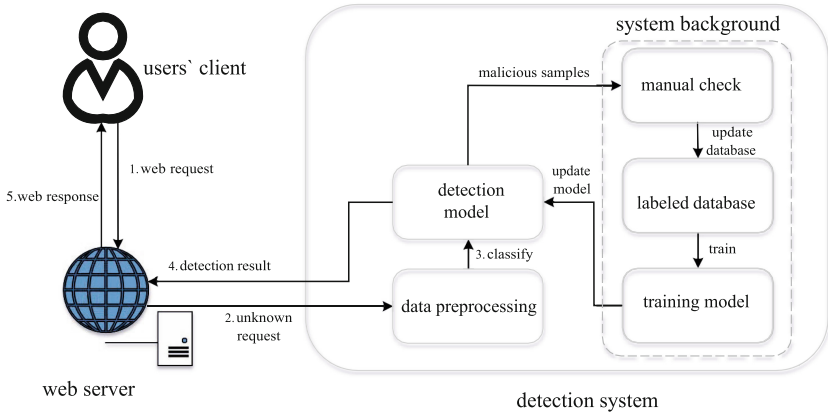 system background
users` client
malicious samples
manual check
update
database
1.web request
5.web response
detection
model
update
model
labeled database
4.detection result
3.classify
train
2.unknown
request
data preprocessing
training model
web server
detection system